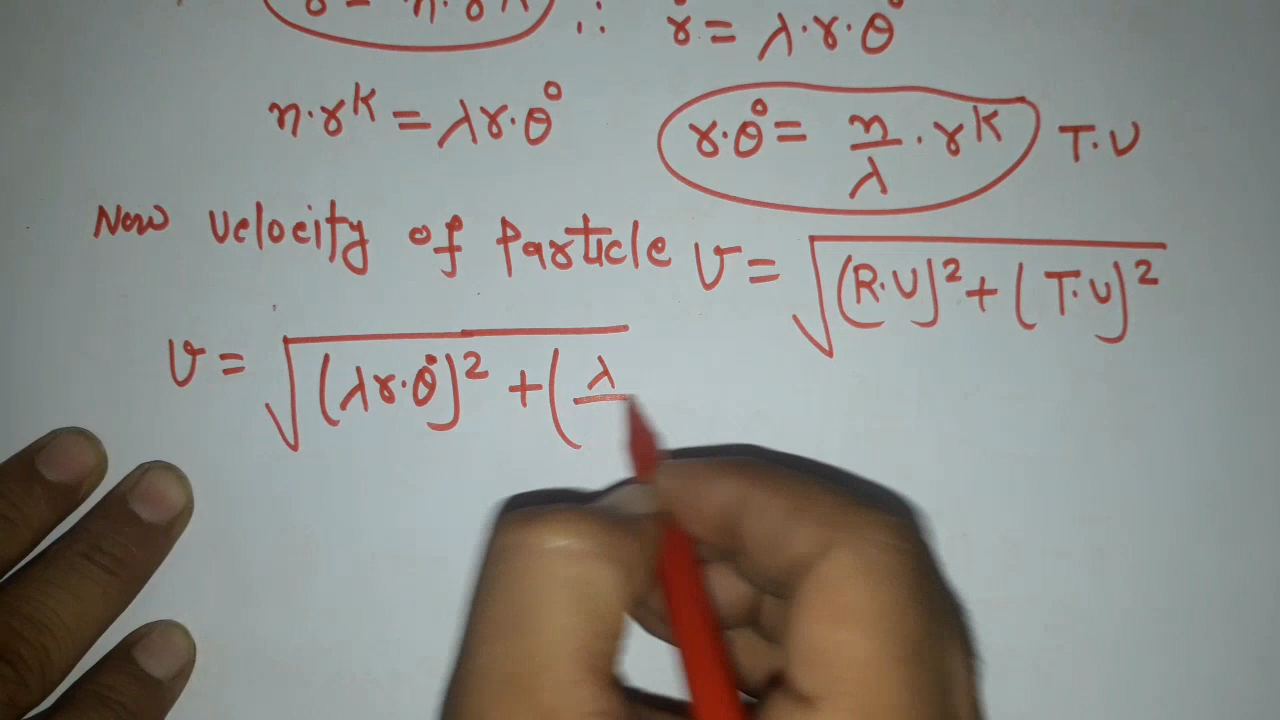 ∴ ṙ = λ·r·θ°
n·r^k = λr·θ°
r·θ° = n/λ · r^k T.V
Now Velocity of Particle v = √((R.V)² + (T.V)²)
v = √((λr·θ°)² + (λ/